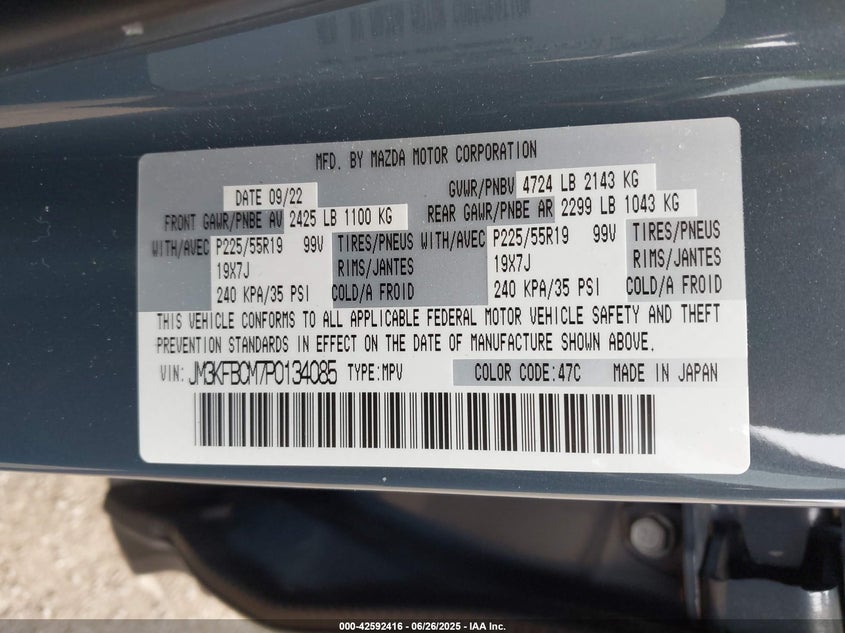 MFD. BY MAZDA MOTOR CORPORATION
DATE 09/22 GVWR/PNBV 4724 LB 2143 KG
FRONT GAWR/PNBE AV 2425 LB 1100 KG REAR GAWR/PNBE AR 2299 LB 1043 KG
WITH/AVEC P225/55R19 99V TIRES/PNEUS WITH/AVEC P225/55R19 99V TIRES/PNEUS
19X7J RIMS/JANTES 19X7J RIMS/JANTES
240 KPA/35 PSI COLD/A FROID 240 KPA/35 PSI COLD/A FROID
THIS VEHICLE CONFORMS TO ALL APPLICABLE FEDERAL MOTOR VEHICLE SAFETY AND THEFT
PREVENTION STANDARDS IN EFFECT ON THE DATE OF MANUFACTURE SHOWN ABOVE.
VIN: JM3KFBCM7P0134085 TYPE:MPV COLOR CODE:47C MADE IN JAPAN
000-42592416 - 06/26/2025 - IAA Inc.